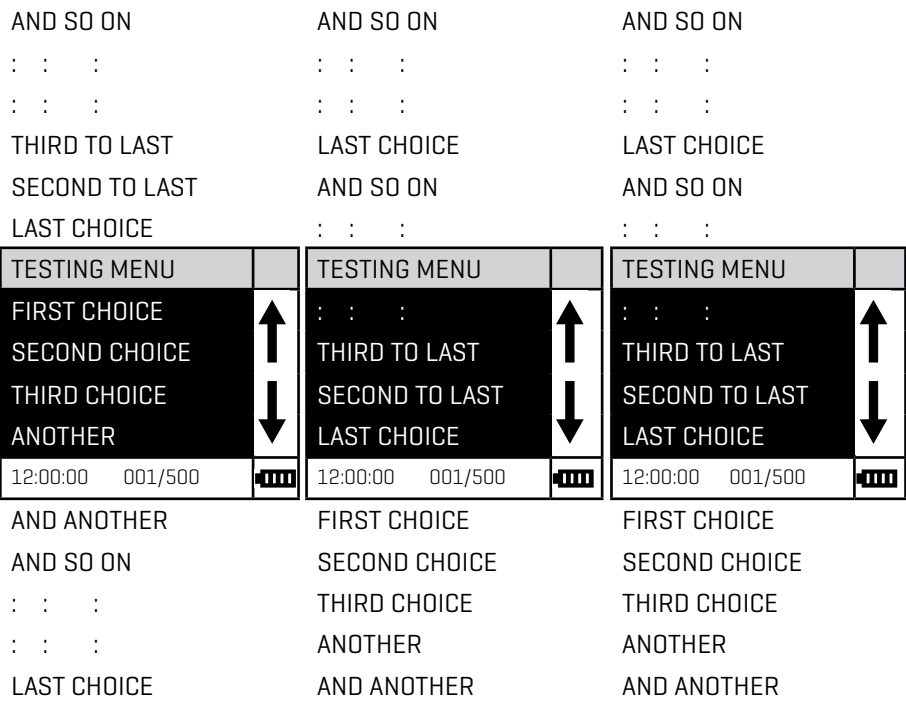 AND SO ON AND SO ON AND SO ON
: : : : : : : : :
: : : : : : : : :
THIRD TO LAST LAST CHOICE LAST CHOICE
SECOND TO LAST AND SO ON AND SO ON
LAST CHOICE : : : : : :
TESTING MENU TESTING MENU TESTING MENU
FIRST CHOICE : : : : : :
SECOND CHOICE THIRD TO LAST THIRD TO LAST
THIRD CHOICE SECOND TO LAST SECOND TO LAST
ANOTHER LAST CHOICE LAST CHOICE
12:00:00 001/500 12:00:00 001/500 12:00:00 001/500
AND ANOTHER FIRST CHOICE FIRST CHOICE
AND SO ON SECOND CHOICE SECOND CHOICE
: : : THIRD CHOICE THIRD CHOICE
: : : ANOTHER ANOTHER
LAST CHOICE AND ANOTHER AND ANOTHER